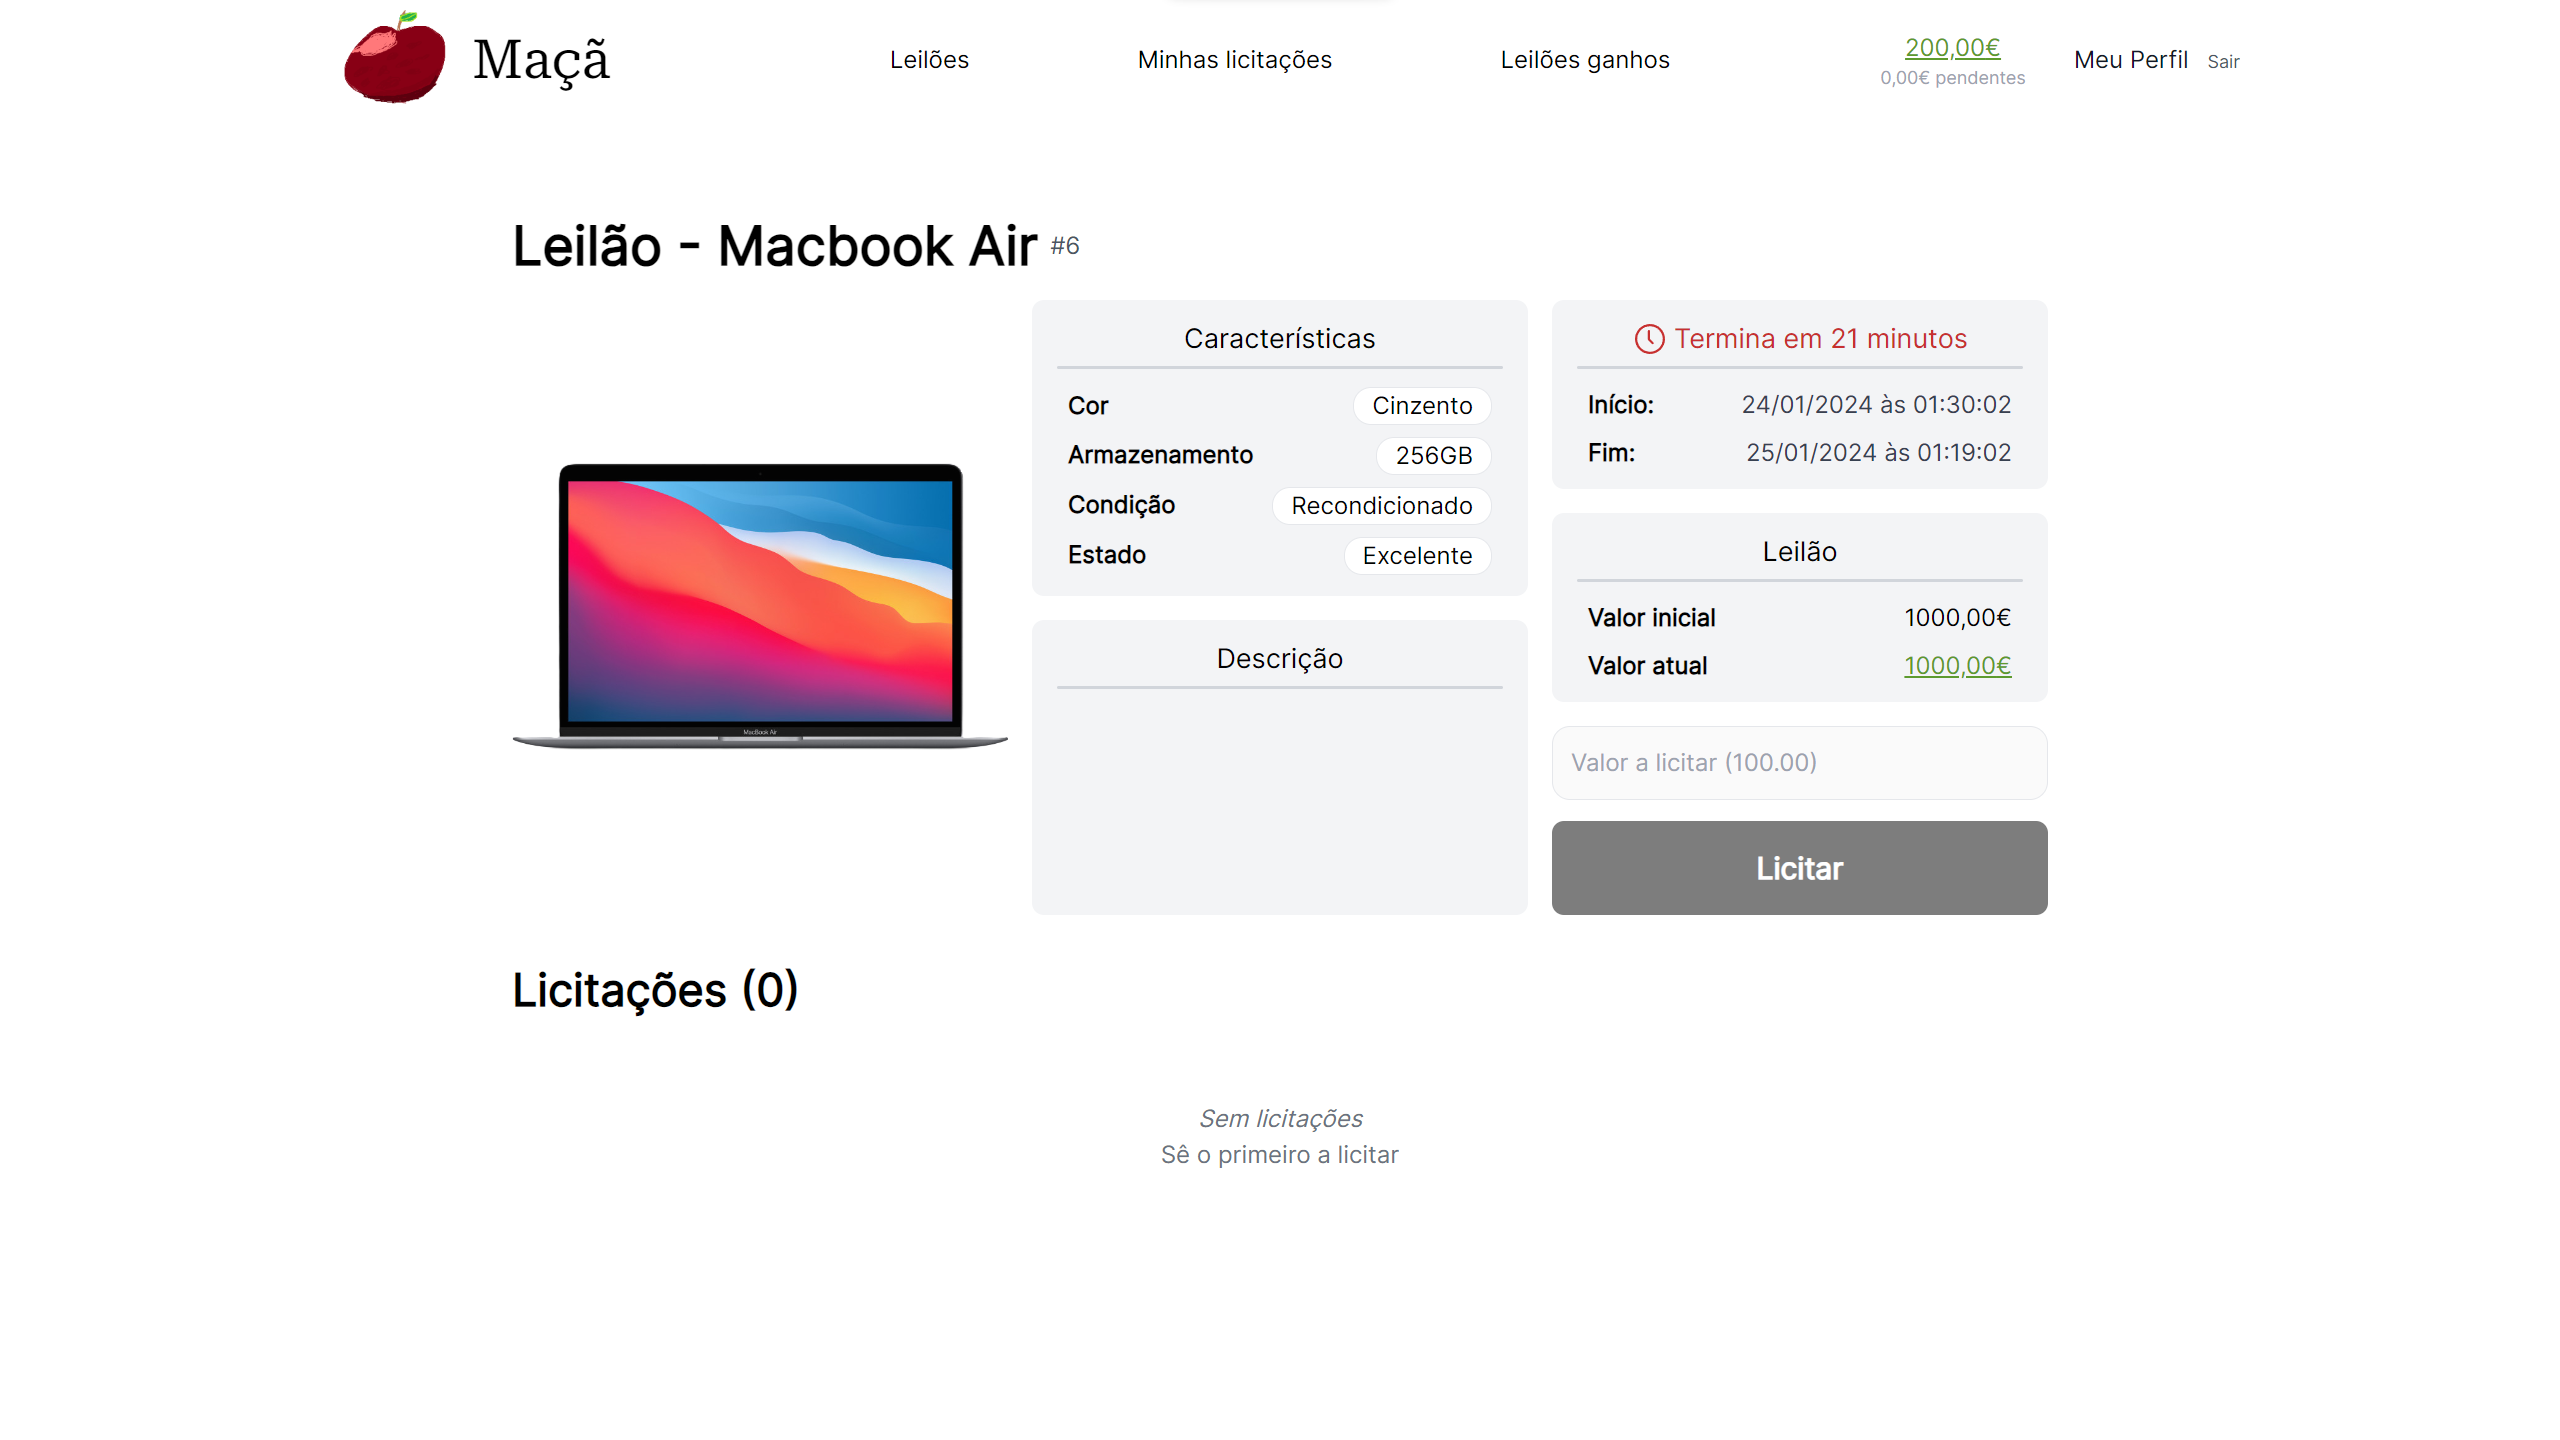 Maçã
Leilões
Minhas licitações
Leilões ganhos
200,00€
0,00€ pendentes
Meu Perfil
Sair
Leilão - Macbook Air #6
MacBook Air
Características
Cor Cinzento
Armazenamento 256GB
Condição Recondicionado
Estado Excelente
Descrição
Termina em 21 minutos
Início: 24/01/2024 às 01:30:02
Fim: 25/01/2024 às 01:19:02
Leilão
Valor inicial 1000,00€
Valor atual 1000,00€
Valor a licitar (100.00)
Licitar
Licitações (0)
Sem licitações
Sê o primeiro a licitar